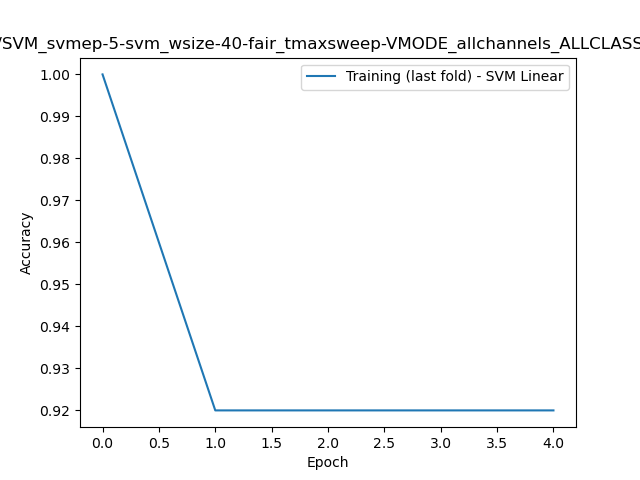 /SVM_svmep-5-svm_wsize-40-fair_tmaxsweep-VMODE_allchannels_ALLCLASS
Training (last fold) - SVM Linear
1.00
0.99
0.98
0.97
0.96
0.95
0.94
0.93
0.92
Accuracy
0.0 0.5 1.0 1.5 2.0 2.5 3.0 3.5 4.0
Epoch